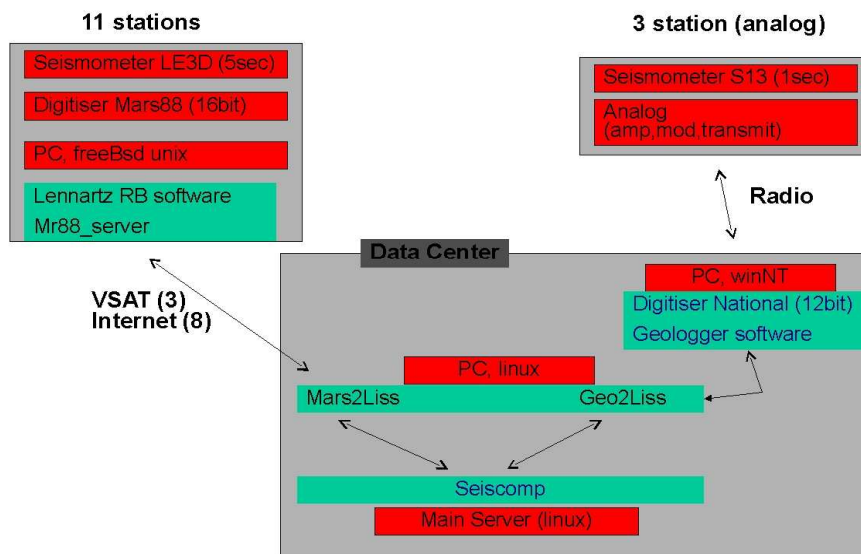 11 stations
Seismometer LE3D (5sec)
Digitiser Mars88 (16bit)
PC, freeBsd unix
Lennartz RB software
Mr88_server
3 station (analog)
Seismometer S13 (1sec)
Analog
(amp,mod,transmit)
Radio
VSAT (3)
Internet (8)
Data Center
PC, winNT
Digitiser National (12bit)
Geologger software
PC, linux
Mars2Liss
Geo2Liss
Seiscomp
Main Server (linux)